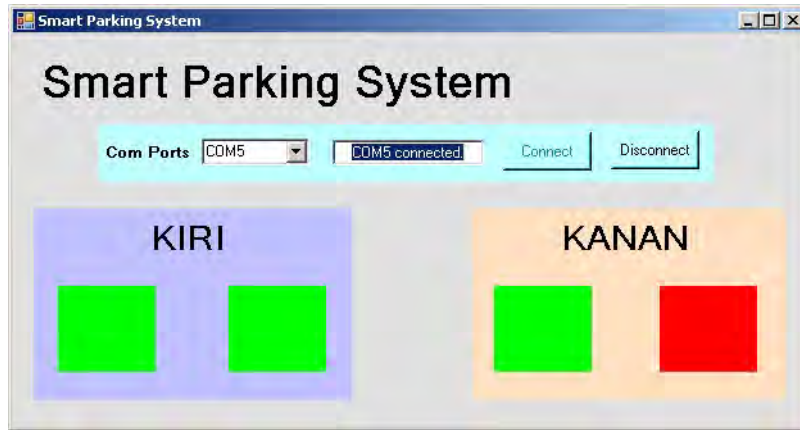 Smart Parking System
Smart Parking System
Com Ports COM5 COM5 connected. Connect Disconnect
KIRI KANAN